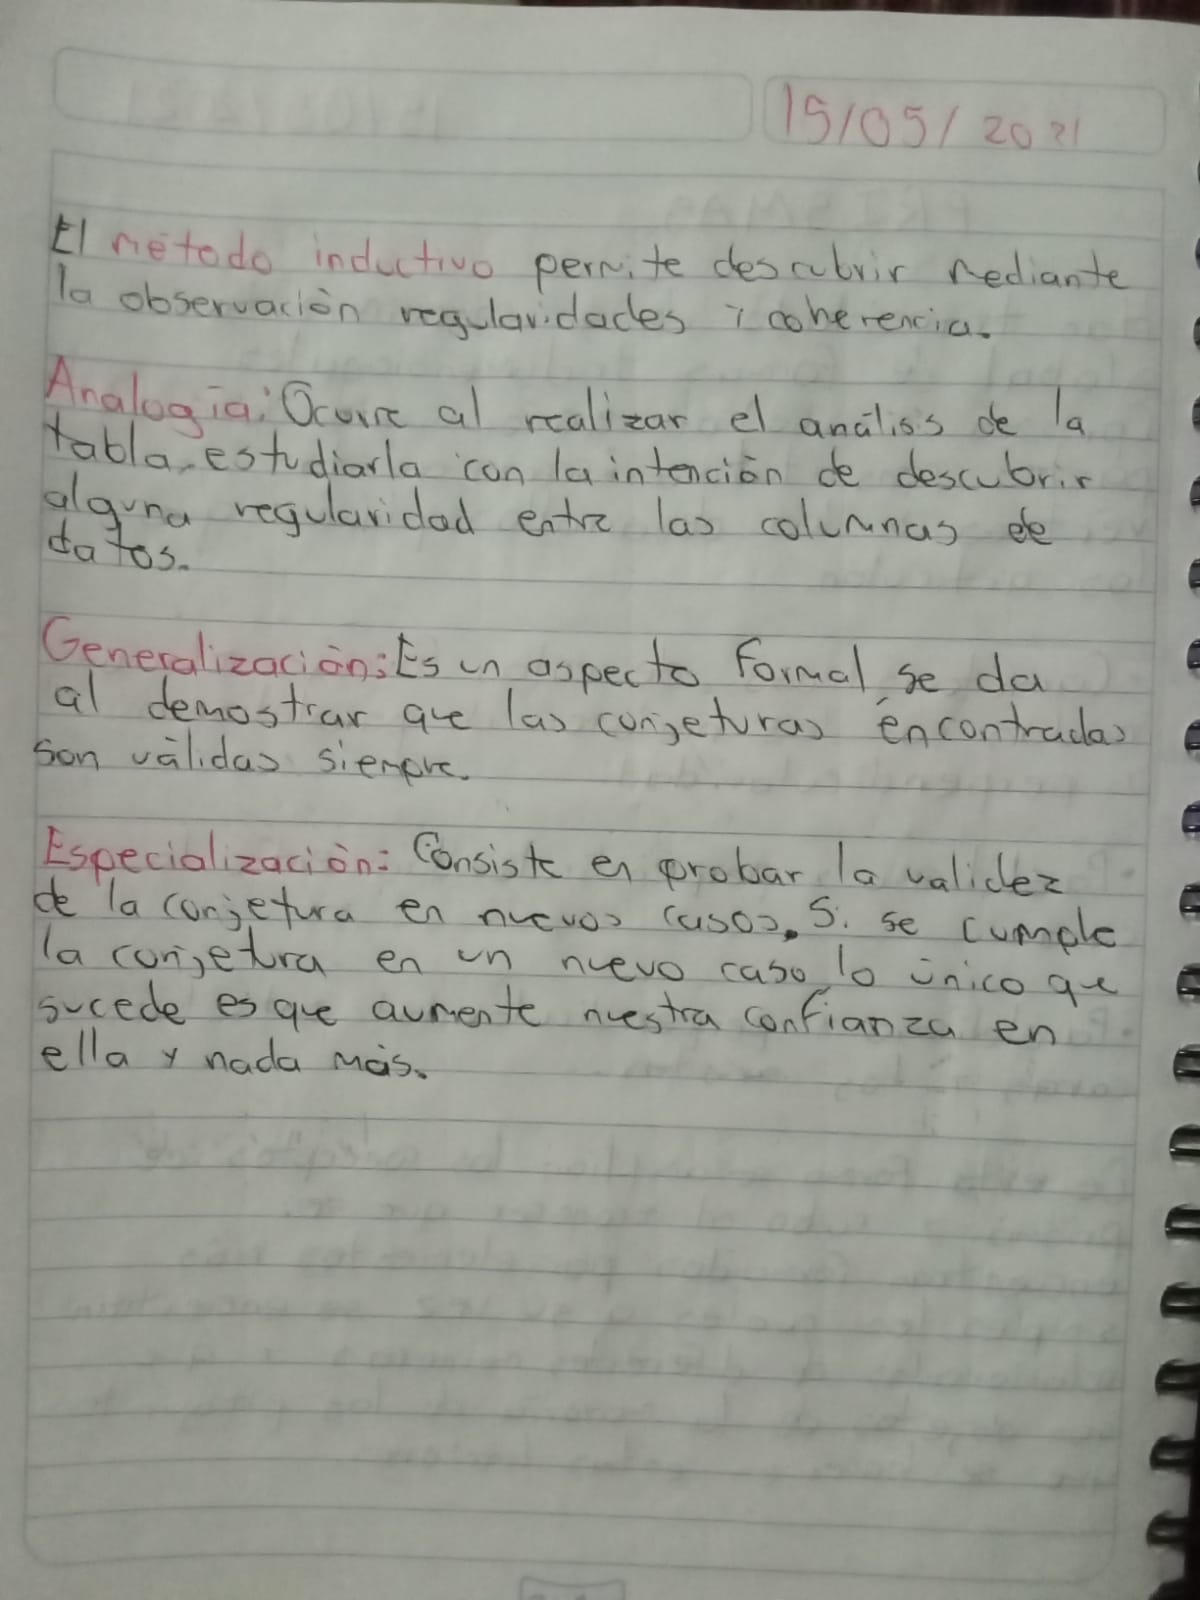 15/05/2021
El método inductivo permite descubrir mediante
la observación regularidades i coherencia.
Analogía: Ocurre al realizar el análisis de la
tabla, estudiarla con la intención de descubrir
alguna regularidad entre las columnas de
datos.
Generalización: Es un aspecto formal, se da
al demostrar que las conjeturas encontradas
son válidas siempre.
Especialización: Consiste en probar la validez
de la conjetura en nuevos casos. Si se cumple
la conjetura en un nuevo caso, lo único que
sucede es que aumente nuestra confianza en
ella y nada más.